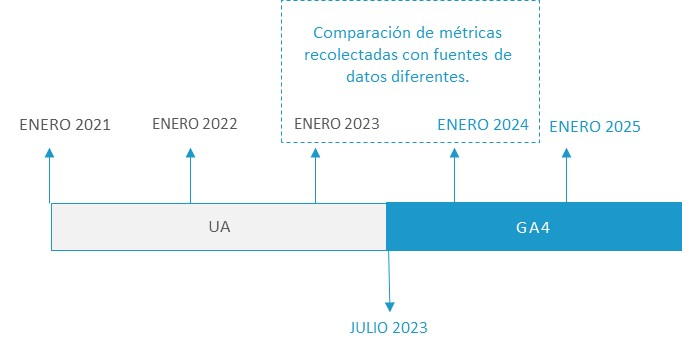 Comparación de métricas
recolectadas con fuentes de
datos diferentes.
ENERO 2021
ENERO 2022
ENERO 2023
ENERO 2024
ENERO 2025
UA
GA4
JULIO 2023